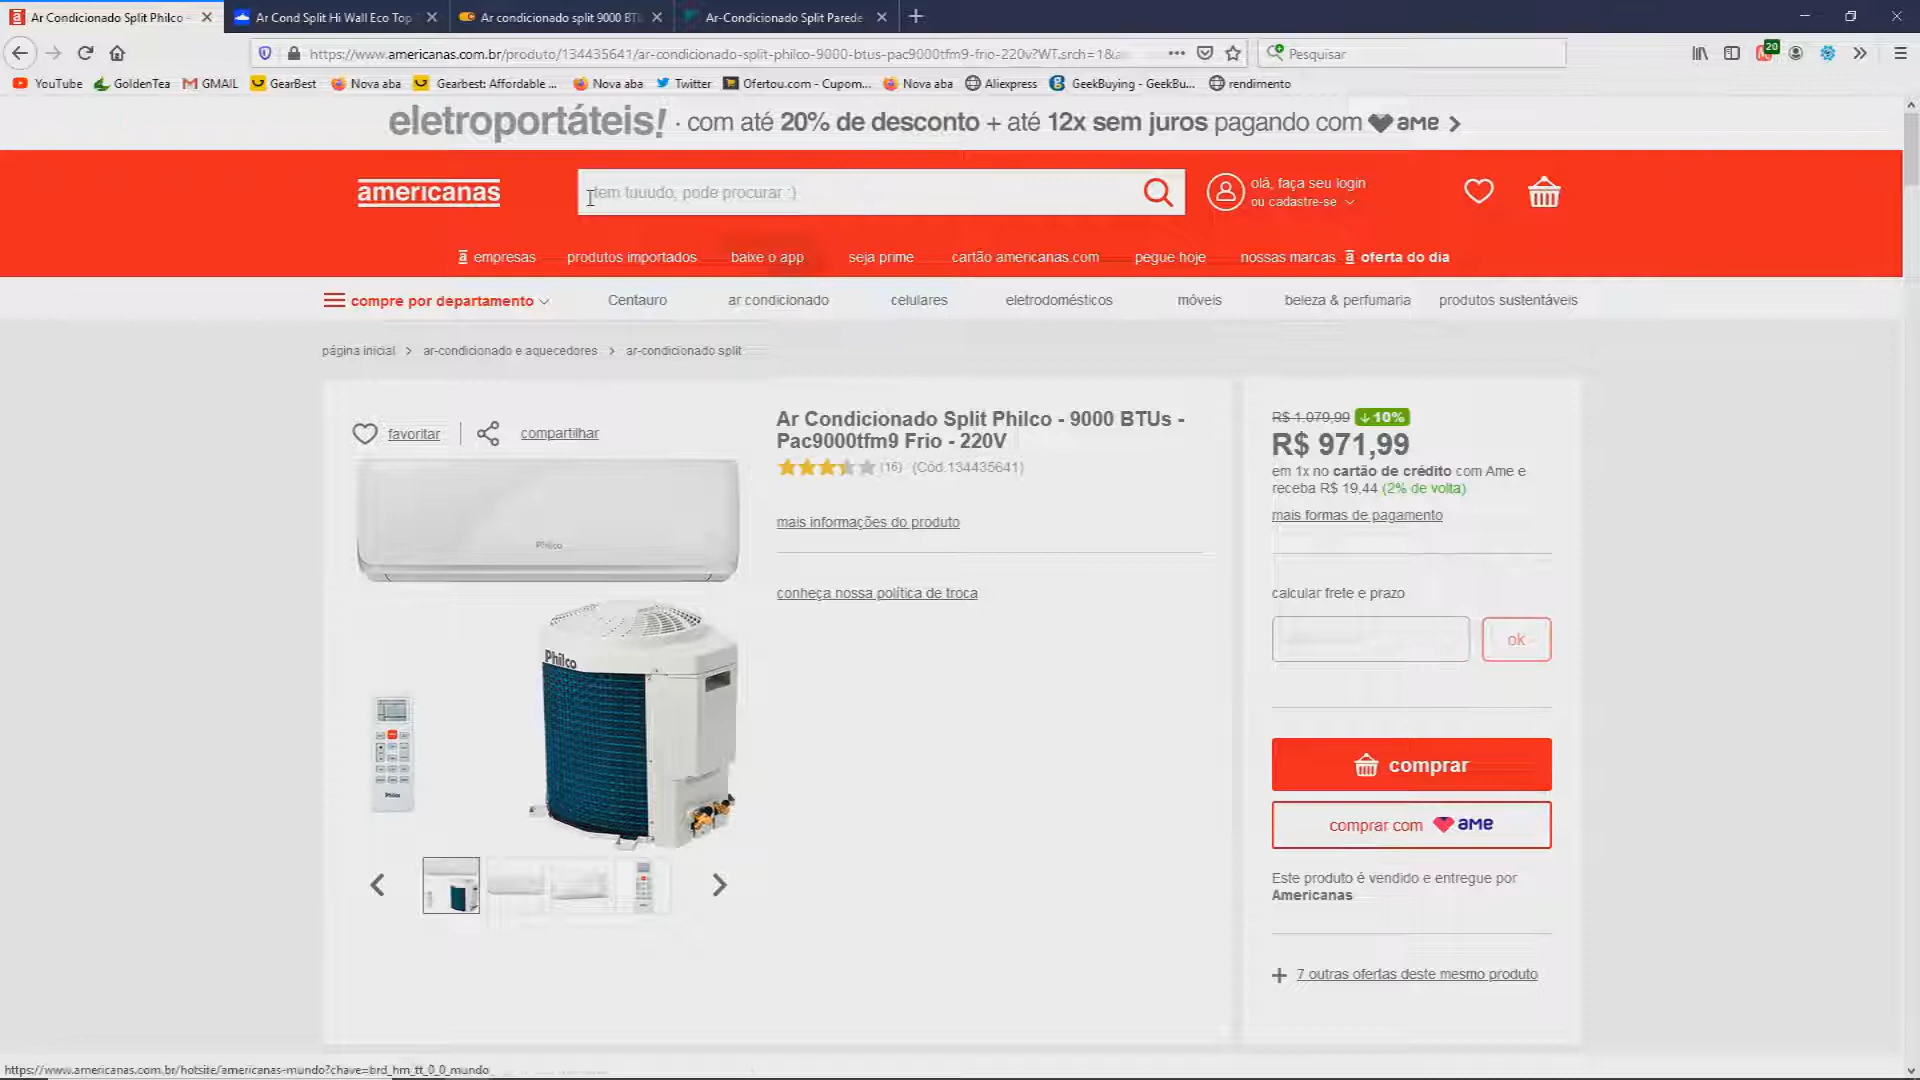 Ar Condicionado Split Philco -
Ar Cond Split Hi Wall Eco Top
Ar condicionado split 9000 BT
Ar-Condicionado Split Parede
https://www.americanas.com.br/produto/134435641/ar-condicionado-split-philco-9000-btus-pac9000tfm9-frio-220v?WT.srch=1&
Pesquisar
20
YouTube GoldenTea GMAIL GearBest Nova aba Gearbest: Affordable ... Nova aba Twitter Ofertou.com - Cupom... Nova aba Aliexpress GeekBuying - GeekBu... rendimento
eletroportáteis! · com até 20% de desconto + até 12x sem juros pagando com ame
americanas
tem tuuudo, pode procurar :)
olá, faça seu login
ou cadastre-se
a empresas produtos importados baixe o app seja prime cartão americanas.com pegue hoje nossas marcas a oferta do dia
compre por departamento Centauro ar condicionado celulares eletrodomésticos móveis beleza & perfumaria produtos sustentáveis
página inicial > ar-condicionado e aquecedores > ar-condicionado split
favoritar
compartilhar
Philco
Philco
Philco
Ar Condicionado Split Philco - 9000 BTUs -
Pac9000tfm9 Frio - 220V
(16) (Cód.134435641)
mais informações do produto
conheça nossa política de troca
R$ 1.079,99 10%
R$ 971,99
em 1x no cartão de crédito com Ame e
receba R$ 19,44 (2% de volta)
mais formas de pagamento
calcular frete e prazo
ok
comprar
comprar com ame
Este produto é vendido e entregue por
Americanas
+ 7 outras ofertas deste mesmo produto
https://www.americanas.com.br/hotsite/americanas-mundo?chave=brd_hm_tt_0_0_mundo